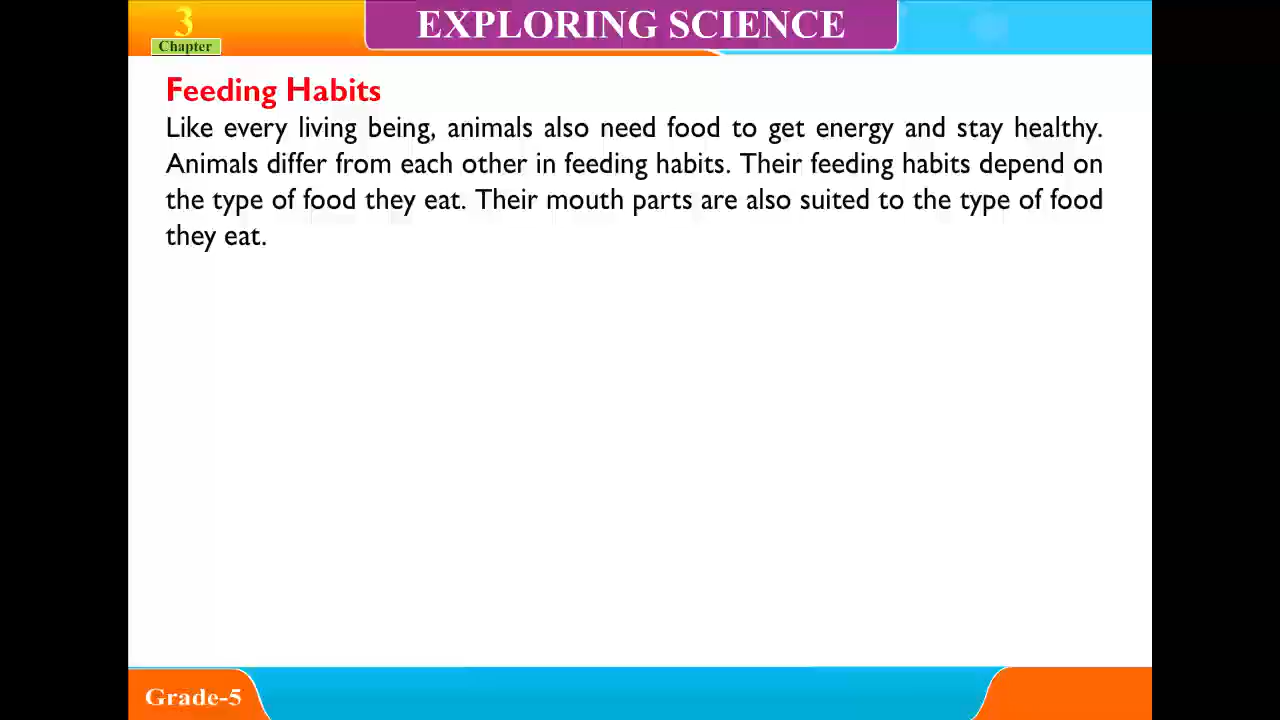 3
Chapter
EXPLORING SCIENCE
Feeding Habits
Like every living being, animals also need food to get energy and stay healthy.
Animals differ from each other in feeding habits. Their feeding habits depend on
the type of food they eat. Their mouth parts are also suited to the type of food
they eat.
Grade-5